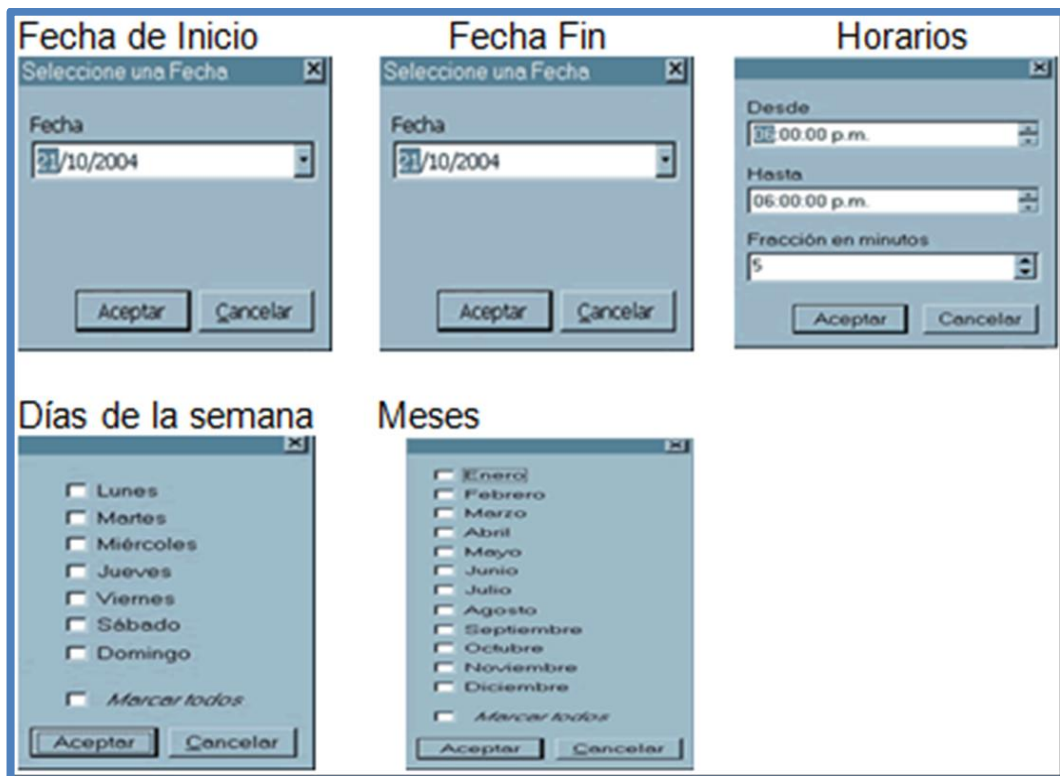 Fecha de Inicio
Seleccione una Fecha
Fecha
21/10/2004
Aceptar Cancelar
Fecha Fin
Seleccione una Fecha
Fecha
21/10/2004
Aceptar Cancelar
Horarios
Desde
06:00:00 p.m.
Hasta
06:00:00 p.m.
Fracción en minutos
5
Aceptar Cancelar
Días de la semana
Lunes
Martes
Miércoles
Jueves
Viernes
Sábado
Domingo
Marcar todos
Aceptar Cancelar
Meses
Enero
Febrero
Marzo
Abril
Mayo
Junio
Julio
Agosto
Septiembre
Octubre
Noviembre
Diciembre
Marcar todos
Aceptar Cancelar